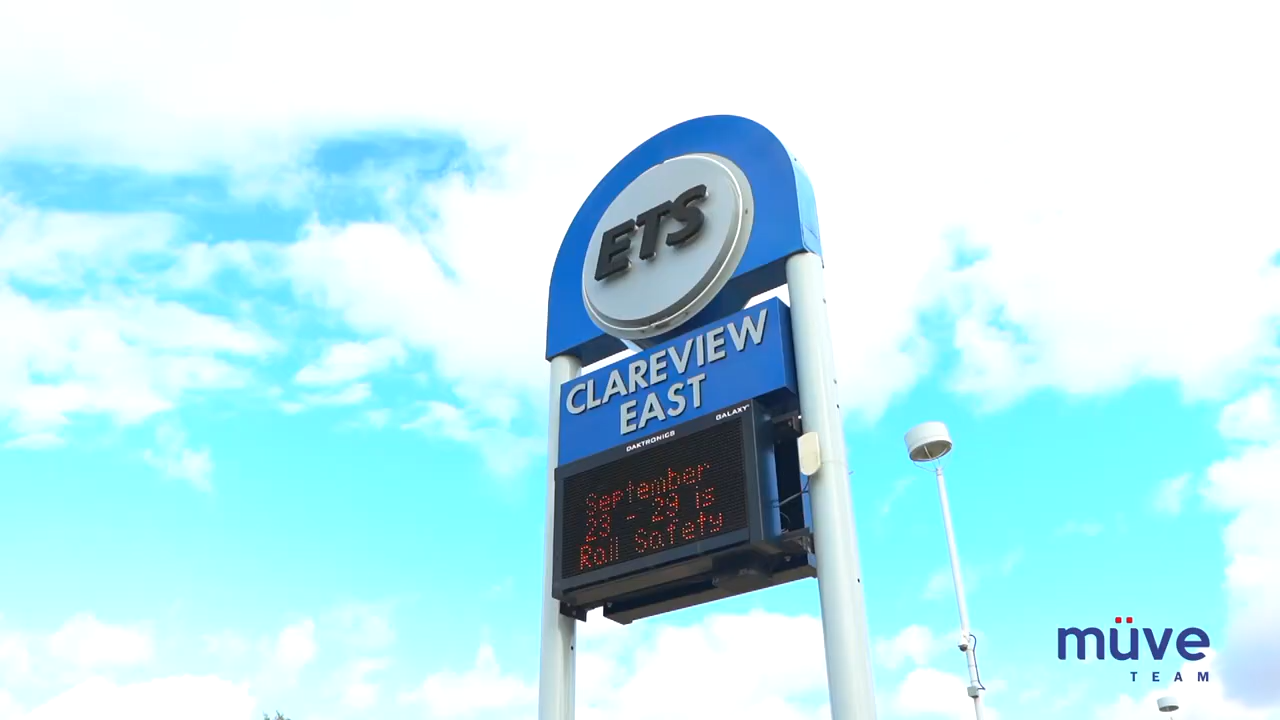 ETS
CLAREVIEW
EAST
DAKTRONICS GALAXY
September
23 - 29 is
Rail Safety
müve
TEAM